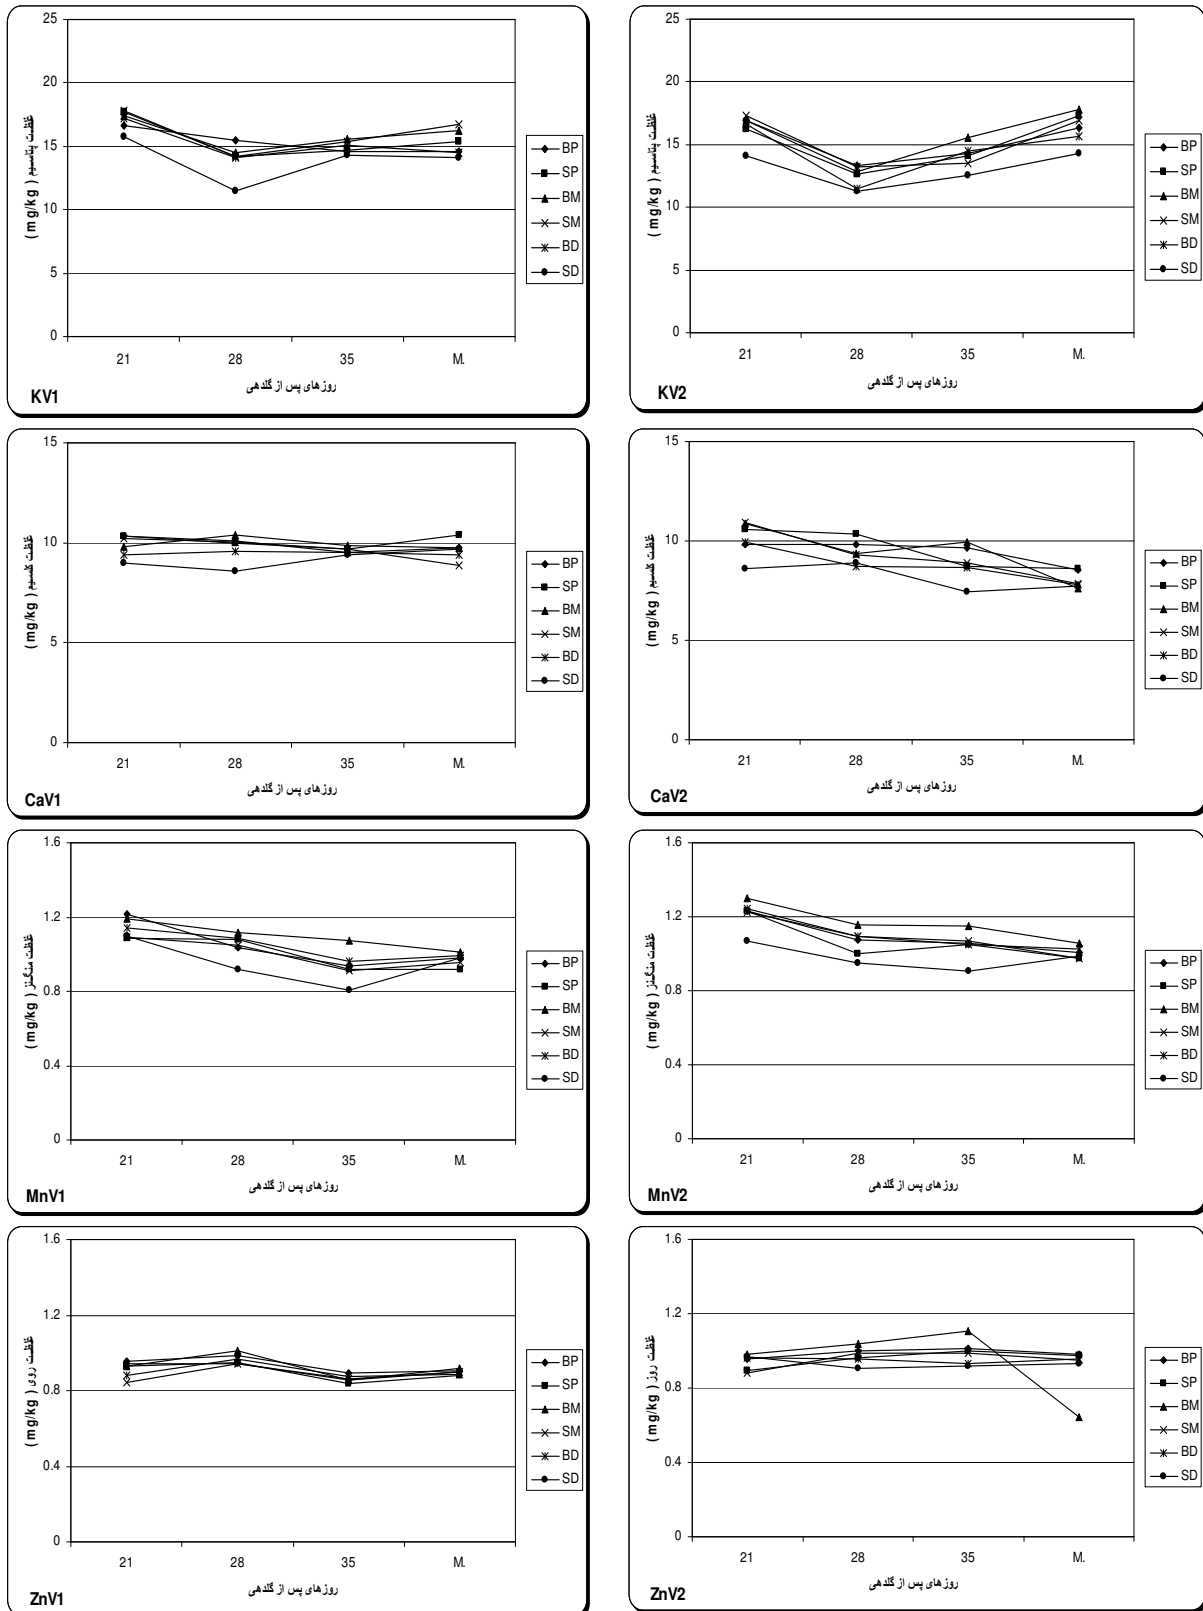 25
20
15
10
5
0
غلظت پتاسیم ( mg/kg )
21 28 35 M.
روزهای پس از گلدهی
KV1
BP
SP
BM
SM
BD
SD
25
20
15
10
5
0
غلظت پتاسیم ( mg/kg )
21 28 35 M.
روزهای پس از گلدهی
KV2
BP
SP
BM
SM
BD
SD
15
10
5
0
غلظت کلسیم ( mg/kg )
21 28 35 M.
روزهای پس از گلدهی
CaV1
BP
SP
BM
SM
BD
SD
15
10
5
0
غلظت کلسیم ( mg/kg )
21 28 35 M.
روزهای پس از گلدهی
CaV2
BP
SP
BM
SM
BD
SD
1.6
1.2
0.8
0.4
0
غلظت منگنز ( mg/kg )
21 28 35 M.
روزهای پس از گلدهی
MnV1
BP
SP
BM
SM
BD
SD
1.6
1.2
0.8
0.4
0
غلظت منگنز ( mg/kg )
21 28 35 M.
روزهای پس از گلدهی
MnV2
BP
SP
BM
SM
BD
SD
1.6
1.2
0.8
0.4
0
غلظت روی ( mg/kg )
21 28 35 M.
روزهای پس از گلدهی
ZnV1
BP
SP
BM
SM
BD
SD
1.6
1.2
0.8
0.4
0
غلظت روز ( mg/kg )
21 28 35 M.
روزهای پس از گلدهی
ZnV2
BP
SP
BM
SM
BD
SD